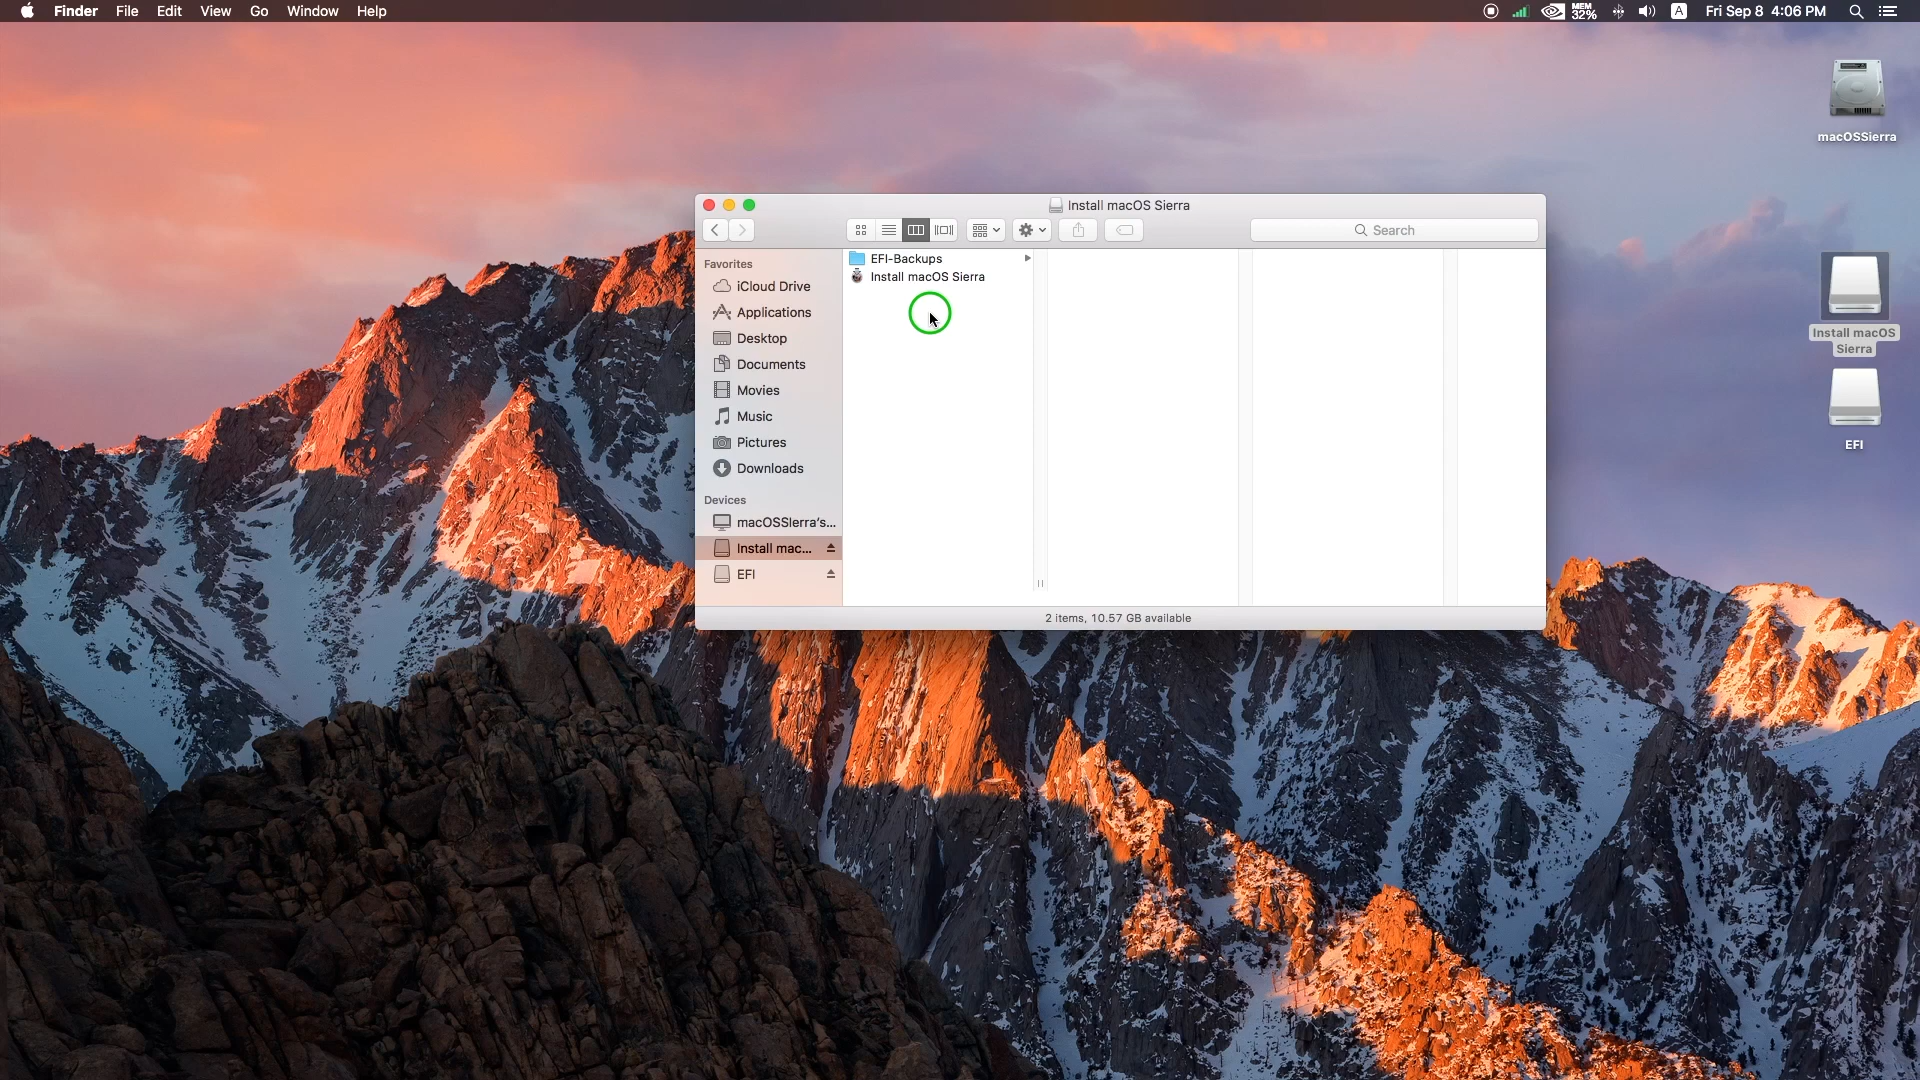 Finder File Edit View Go Window Help
MEM 32% A Fri Sep 8 4:06 PM
macOSSierra
Install macOS Sierra
Search
Favorites
iCloud Drive
Applications
Desktop
Documents
Movies
Music
Pictures
Downloads
Devices
macOSSIerra's...
Install mac...
EFI
EFI-Backups
Install macOS Sierra
2 items, 10.57 GB available
Install macOS
Sierra
EFI